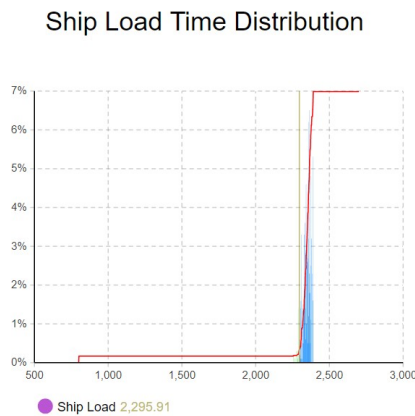 Ship Load Time Distribution
7%
6%
5%
4%
3%
2%
1%
0%
500 1,000 1,500 2,000 2,500 3,000
Ship Load 2,295.91